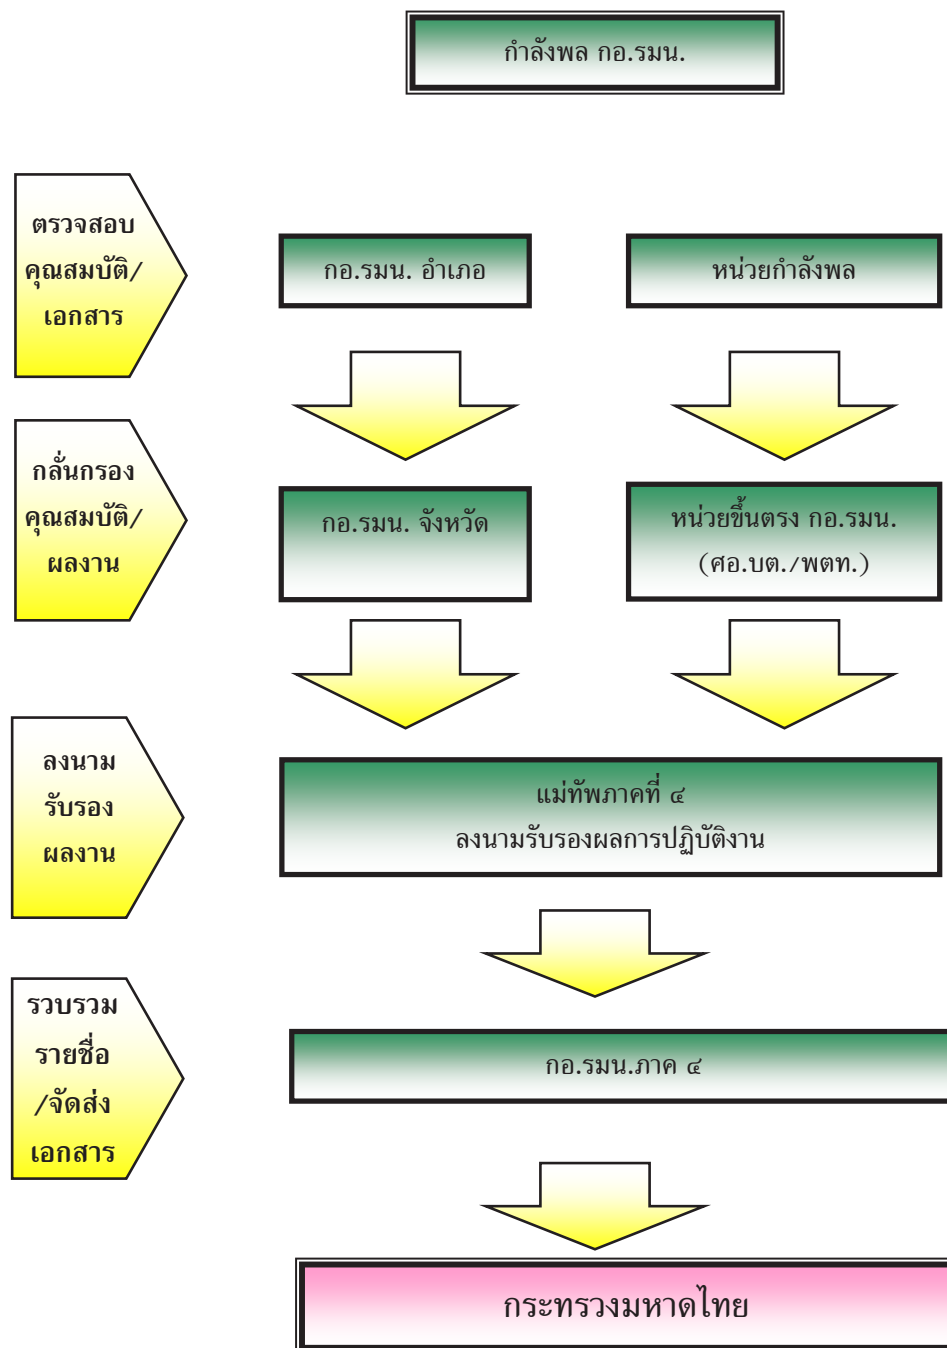 กำลังพล กอ.รมน.
ตรวจสอบ
คุณสมบัติ/
เอกสาร
กอ.รมน. อำเภอ
หน่วยกำลังพล
กลั่นกรอง
คุณสมบัติ/
ผลงาน
กอ.รมน. จังหวัด
หน่วยขึ้นตรง กอ.รมน.
(ศอ.บต./พตท.)
ลงนาม
รับรอง
ผลงาน
แม่ทัพภาคที่ ๔
ลงนามรับรองผลการปฏิบัติงาน
รวบรวม
รายชื่อ
/จัดส่ง
เอกสาร
กอ.รมน.ภาค ๔
กระทรวงมหาดไทย